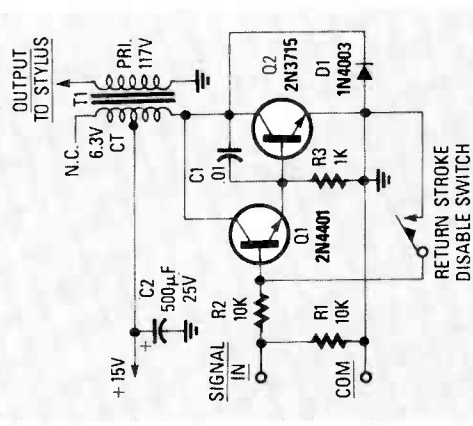 OUTPUT
TO STYLUS
T1
PRI.
117V
N.C.
6.3V
CT
+15V
+
C2
500µF
25V
C1
.01
Q2
2N3715
D1
1N4003
Q1
2N4401
R3
1K
R2
10K
R1
10K
SIGNAL
IN
COM
RETURN STROKE
DISABLE SWITCH